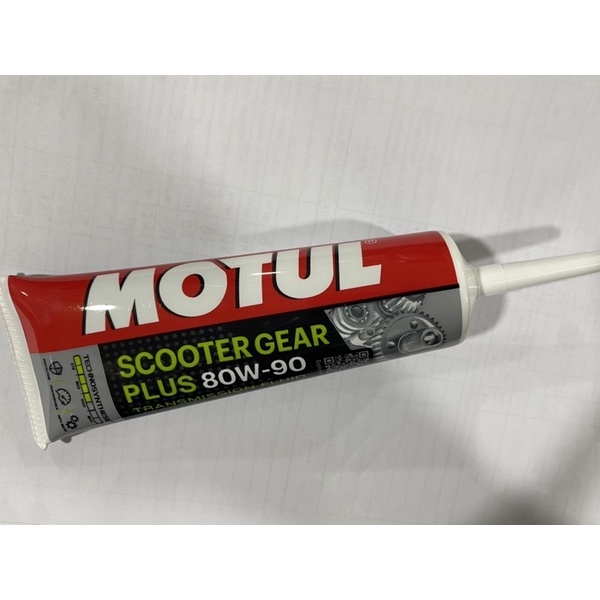 MOTUL®
SCOOTER GEAR
PLUS 80W-90
TRANSMISSION FLUID
TECHNOSYNTHESE